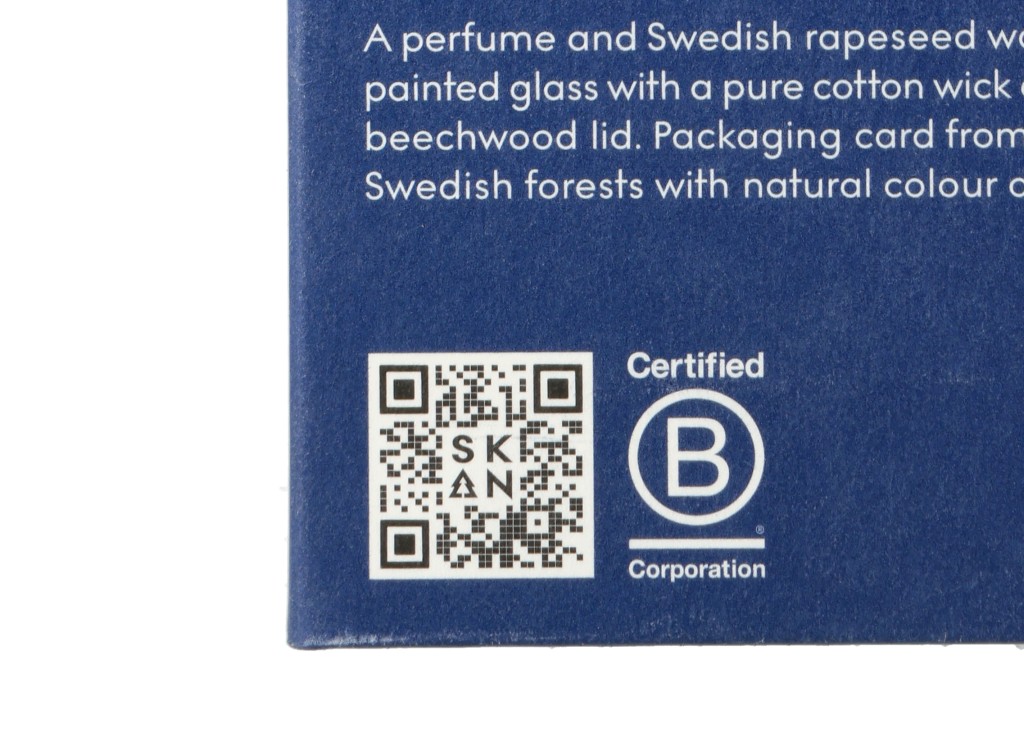 A perfume and Swedish rapeseed
painted glass with a pure cotton wick
beechwood lid. Packaging card from
Swedish forests with natural colour
Certified
SK
AN
B
®
Corporation